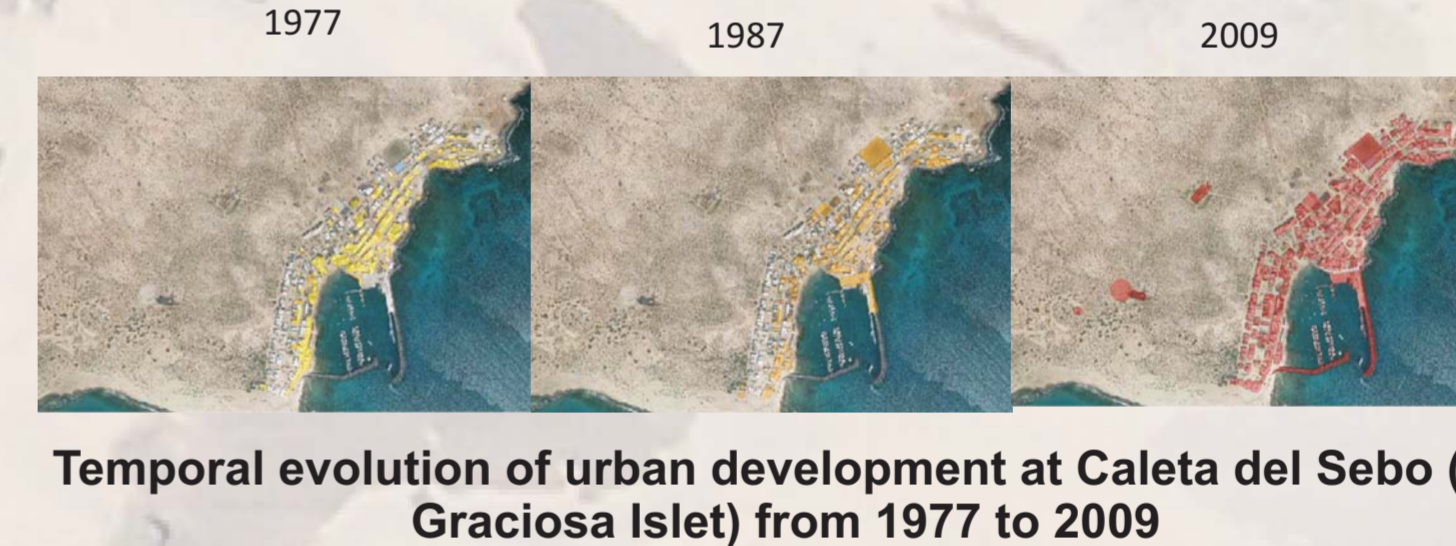 1977
1987
2009
Temporal evolution of urban development at Caleta del Sebo (
Graciosa Islet) from 1977 to 2009